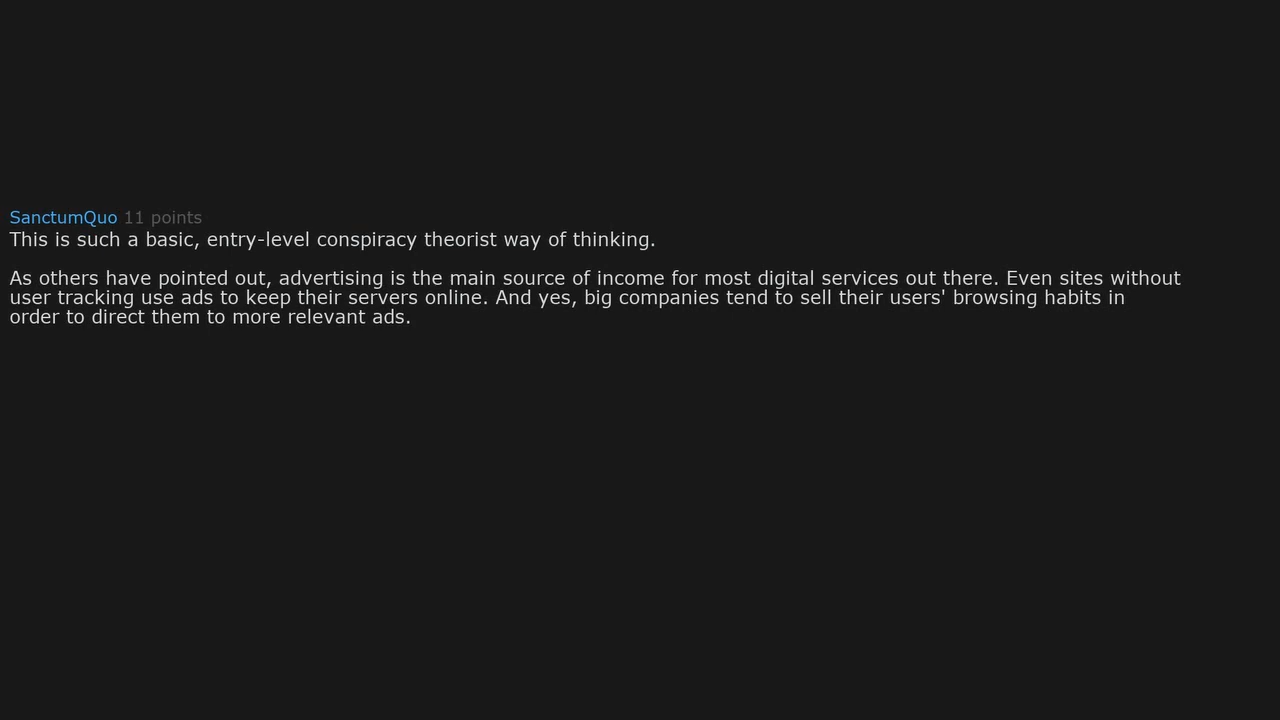 SanctumQuo 11 points
This is such a basic, entry-level conspiracy theorist way of thinking.
As others have pointed out, advertising is the main source of income for most digital services out there. Even sites without
user tracking use ads to keep their servers online. And yes, big companies tend to sell their users' browsing habits in
order to direct them to more relevant ads.